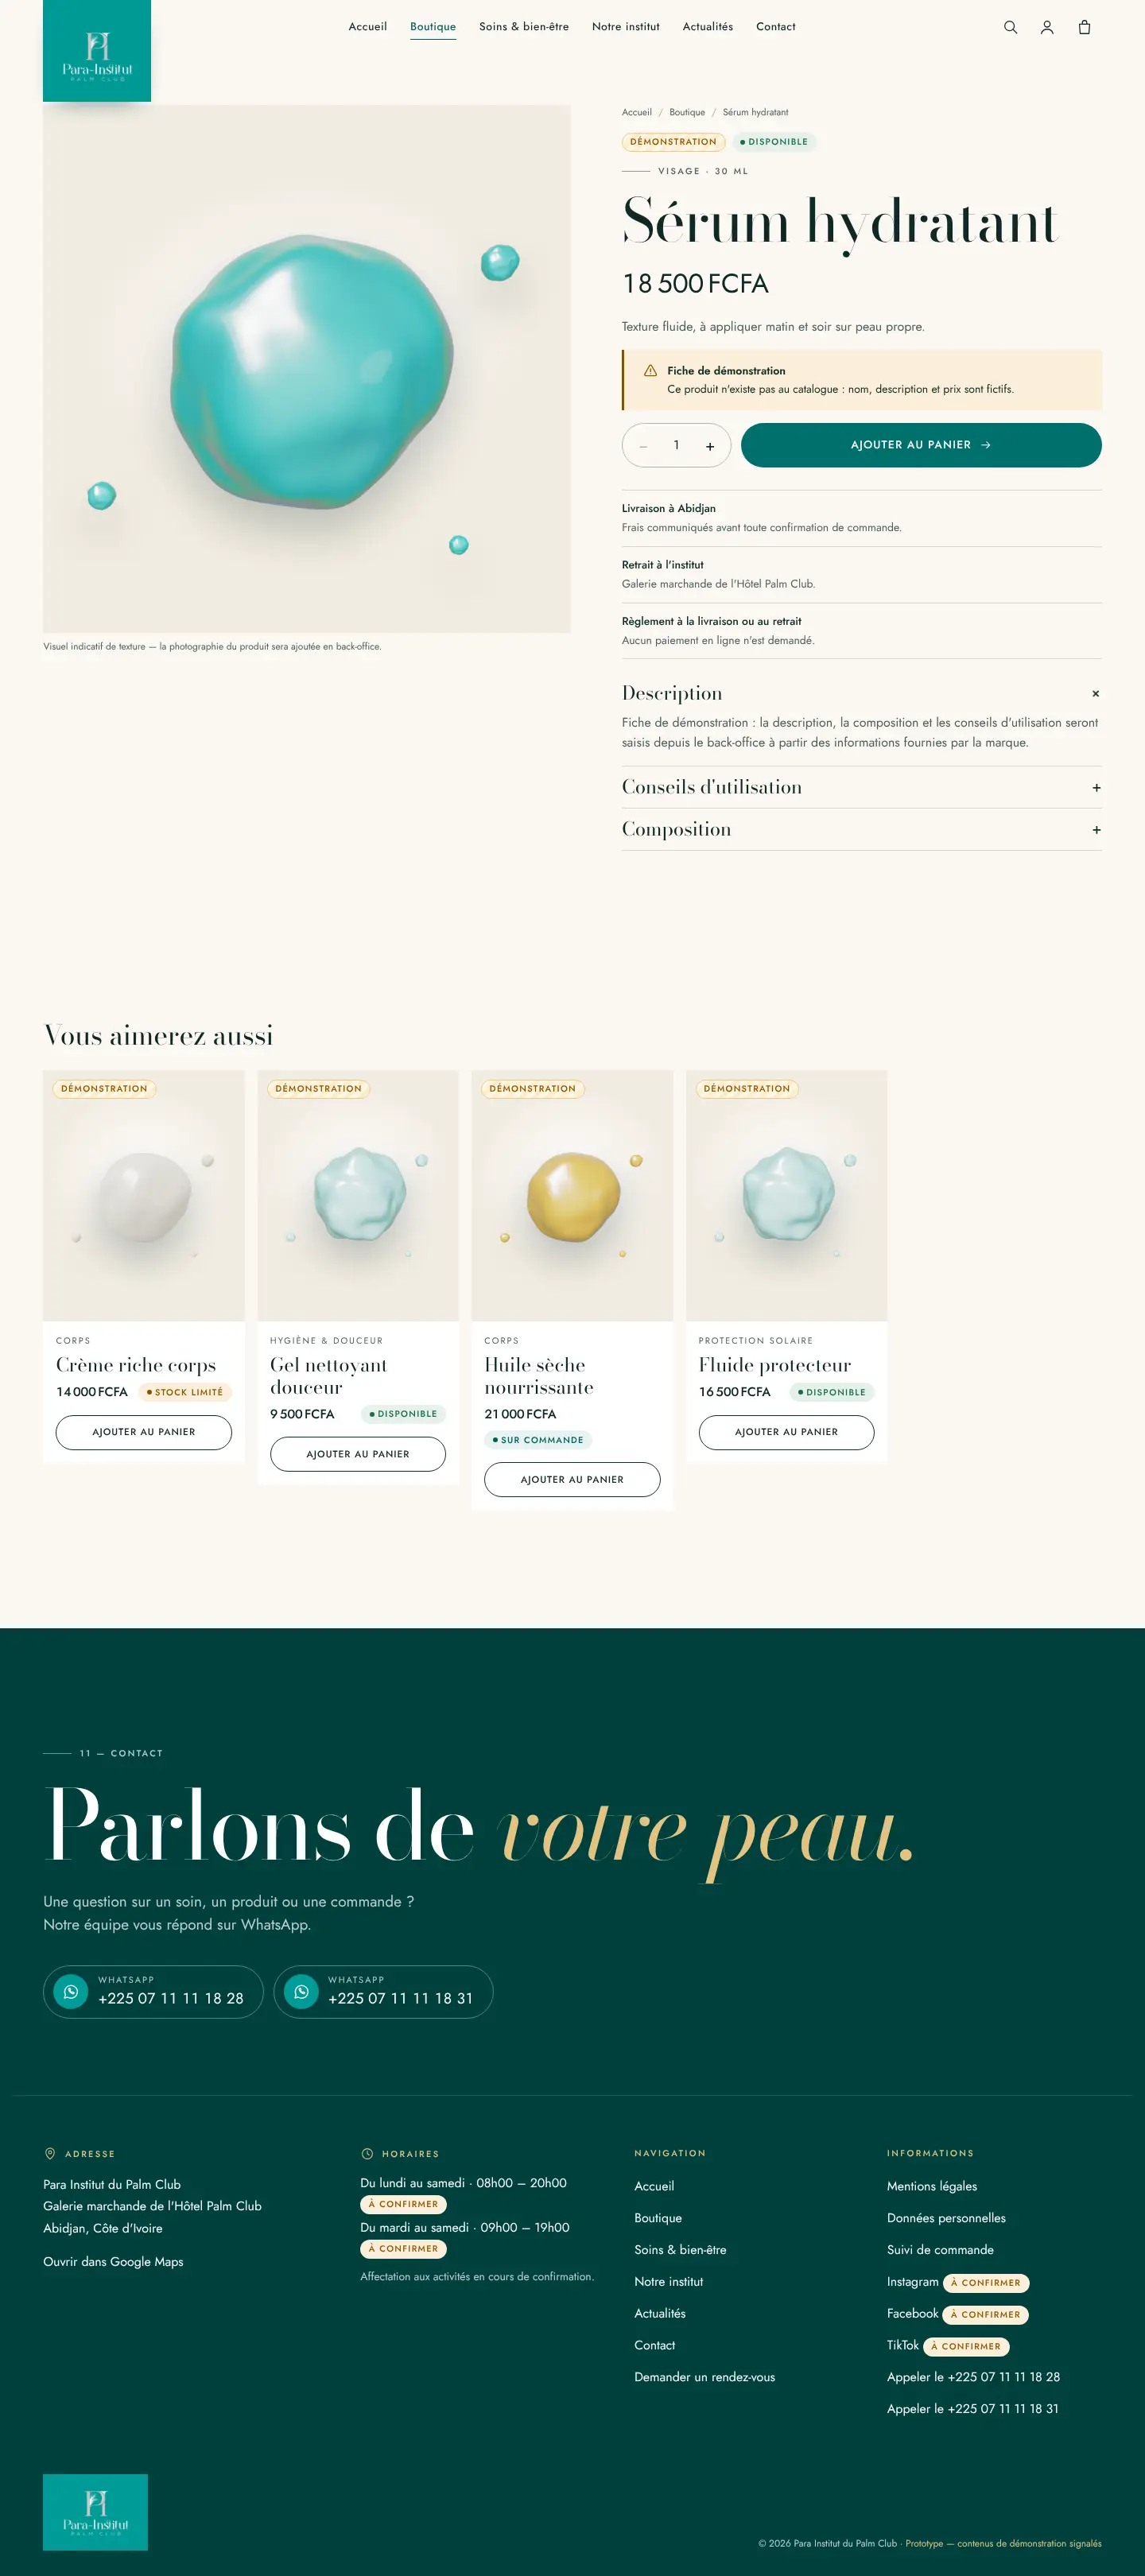 Para-Institut
PALM CLUB
Accueil
Boutique
Soins & bien-être
Notre institut
Actualités
Contact
Accueil / Boutique / Sérum hydratant
DÉMONSTRATION
DISPONIBLE
VISAGE · 30 ML
Sérum hydratant
18 500 FCFA
Texture fluide, à appliquer matin et soir sur peau propre.
Fiche de démonstration
Ce produit n'existe pas au catalogue : nom, description et prix sont fictifs.
− 1 +
AJOUTER AU PANIER →
Livraison à Abidjan
Frais communiqués avant toute confirmation de commande.
Retrait à l'institut
Galerie marchande de l'Hôtel Palm Club.
Règlement à la livraison ou au retrait
Aucun paiement en ligne n'est demandé.
Visuel indicatif de texture — la photographie du produit sera ajoutée en back-office.
Description
Fiche de démonstration : la description, la composition et les conseils d'utilisation seront
saisis depuis le back-office à partir des informations fournies par la marque.
Conseils d'utilisation +
Composition +
Vous aimerez aussi
DÉMONSTRATION
CORPS
Crème riche corps
14 000 FCFA
STOCK LIMITÉ
AJOUTER AU PANIER
DÉMONSTRATION
HYGIÈNE & DOUCEUR
Gel nettoyant
douceur
9 500 FCFA
DISPONIBLE
AJOUTER AU PANIER
DÉMONSTRATION
CORPS
Huile sèche
nourrissante
21 000 FCFA
SUR COMMANDE
AJOUTER AU PANIER
DÉMONSTRATION
PROTECTION SOLAIRE
Fluide protecteur
16 500 FCFA
DISPONIBLE
AJOUTER AU PANIER
11 — CONTACT
Parlons de votre peau.
Une question sur un soin, un produit ou une commande ?
Notre équipe vous répond sur WhatsApp.
WHATSAPP
+225 07 11 11 18 28
WHATSAPP
+225 07 11 11 18 31
ADRESSE
Para Institut du Palm Club
Galerie marchande de l'Hôtel Palm Club
Abidjan, Côte d'Ivoire
Ouvrir dans Google Maps
HORAIRES
Du lundi au samedi · 08h00 – 20h00
À CONFIRMER
Du mardi au samedi · 09h00 – 19h00
À CONFIRMER
Affectation aux activités en cours de confirmation.
NAVIGATION
Accueil
Boutique
Soins & bien-être
Notre institut
Actualités
Contact
Demander un rendez-vous
INFORMATIONS
Mentions légales
Données personnelles
Suivi de commande
Instagram À CONFIRMER
Facebook À CONFIRMER
TikTok À CONFIRMER
Appeler le +225 07 11 11 18 28
Appeler le +225 07 11 11 18 31
Para-Institut
PALM CLUB
© 2026 Para Institut du Palm Club · Prototype — contenus de démonstration signalés